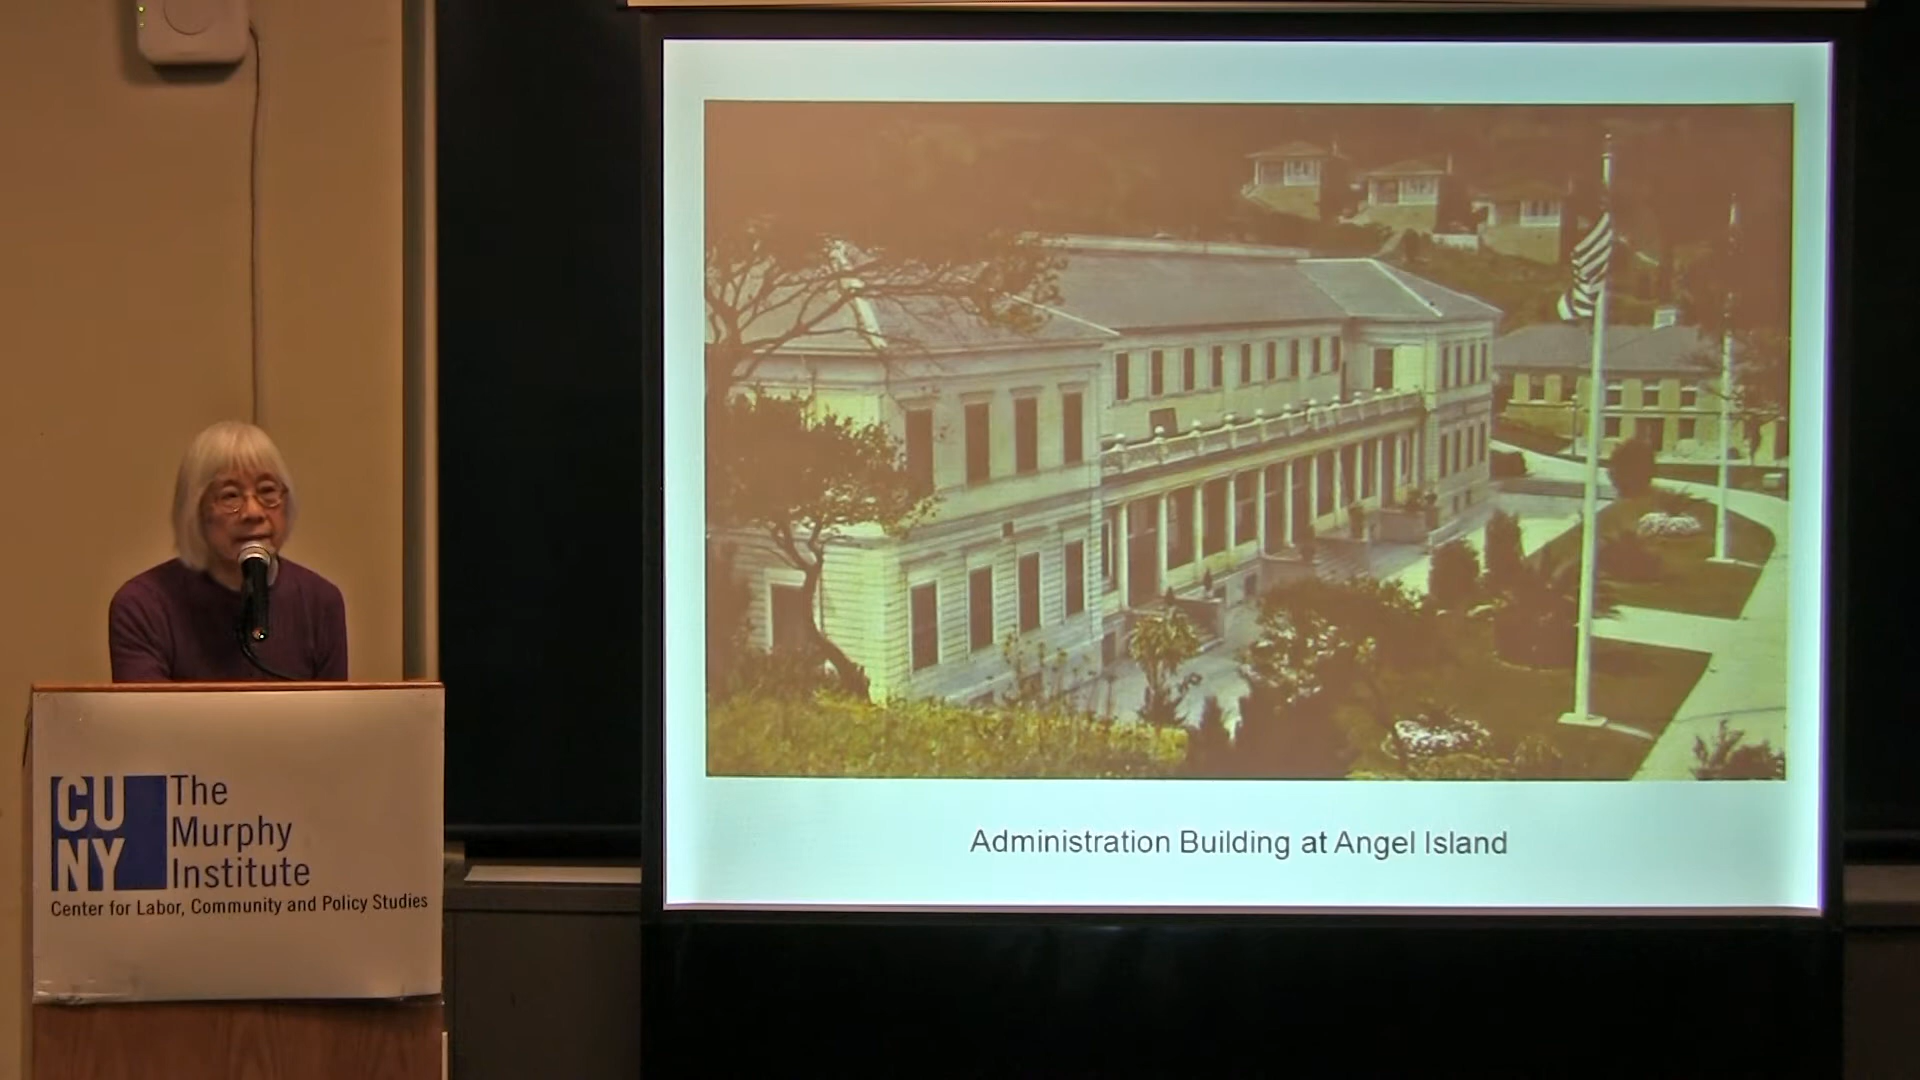 CU
NY
The
Murphy
Institute
Center for Labor, Community and Policy Studies
Administration Building at Angel Island